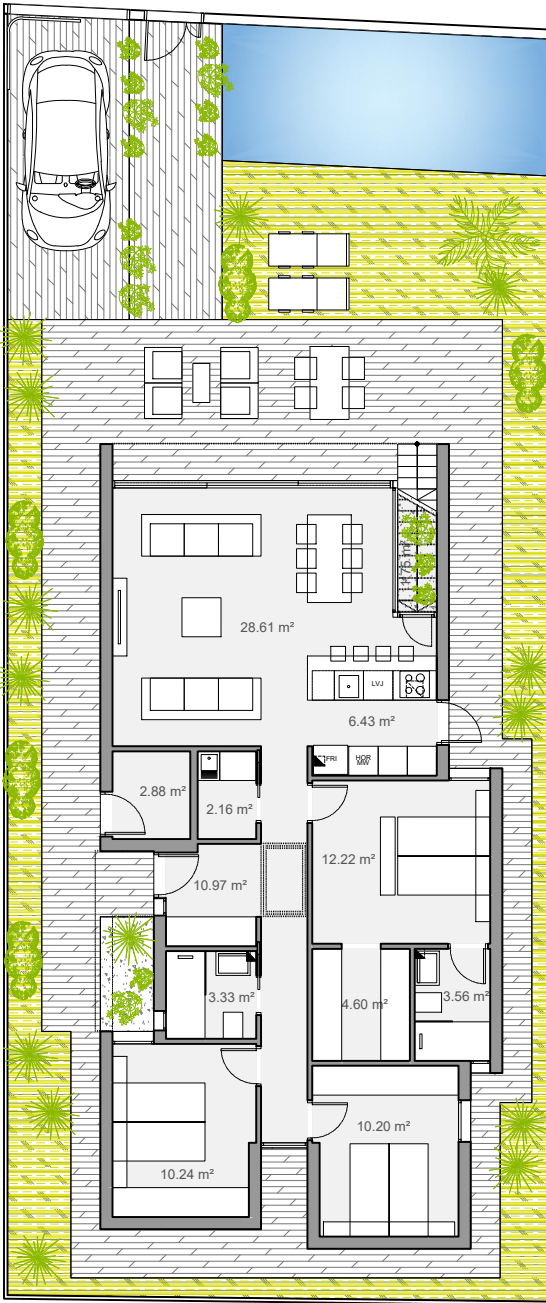 28.61 m²
LVJ
6.43 m²
FRI
HOR
MW
2.88 m²
2.16 m²
12.22 m²
10.97 m²
3.33 m²
4.60 m²
3.56 m²
10.20 m²
10.24 m²